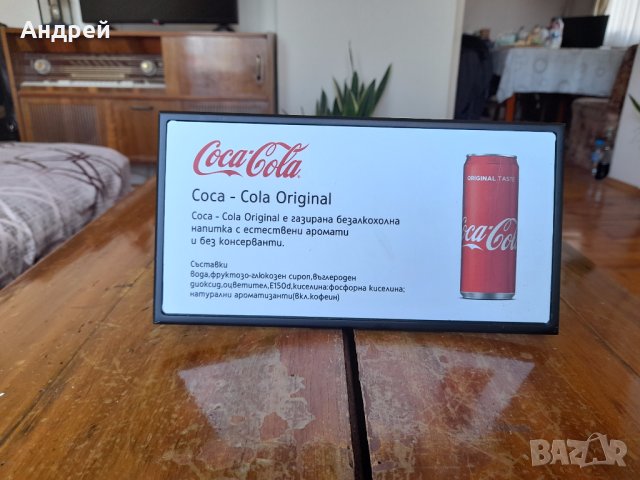 Андрей
Coca-Cola
Coca - Cola Original
Coca - Cola Original е газирана безалкохолна
напитка с естествени аромати
и без консерванти.
Съставки
вода,фруктозо-глюкозен сироп,въглероден
диоксид,оцветител,E150d,киселина:фосфорна киселина;
натурални ароматизанти(вкл.кофеин)
ORIGINAL TASTE
Coca-Cola
BAZAR